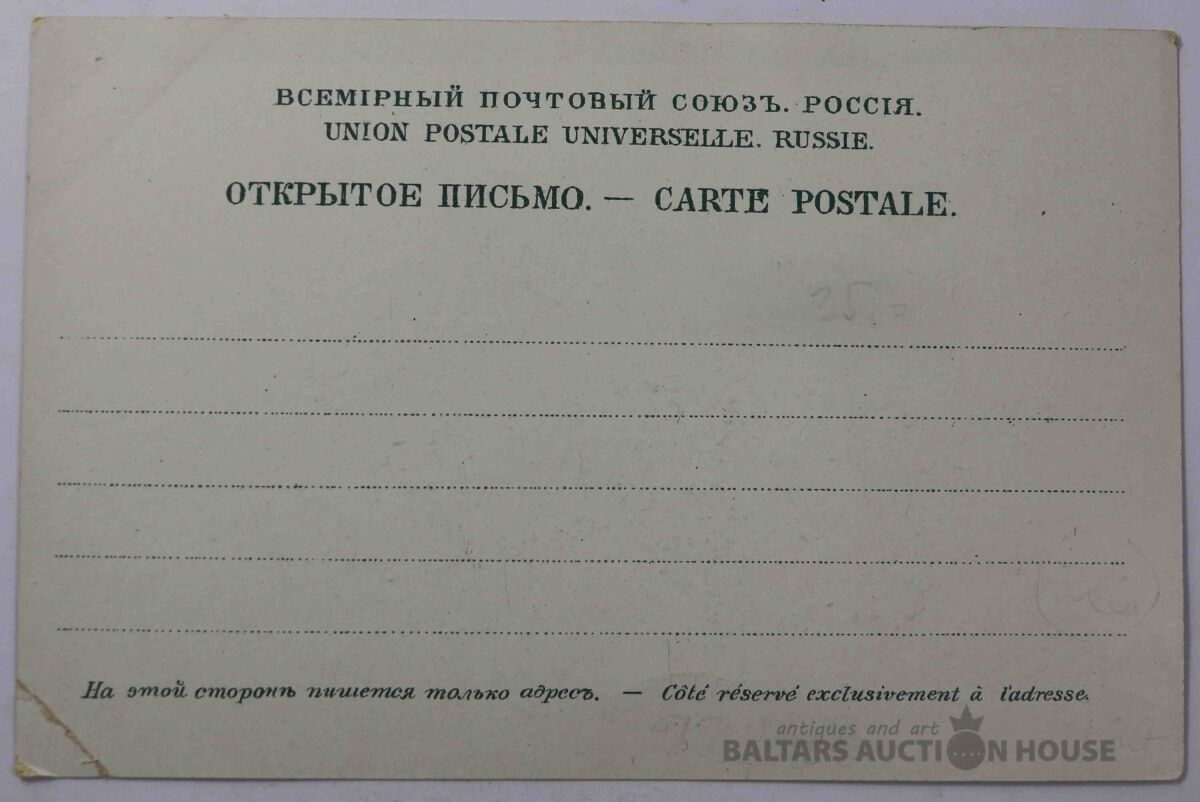 ВСЕМІРНЫЙ ПОЧТОВЫЙ СОЮЗЪ. РОССІЯ.
UNION POSTALE UNIVERSELLE. RUSSIE.
ОТКРЫТОЕ ПИСЬМО. — CARTE POSTALE.
35.=
На этой сторонѣ пишется только адресъ. — Côté réservé exclusivement à l'adresse.
antiques and art
BALTARS AUCTION HOUSE